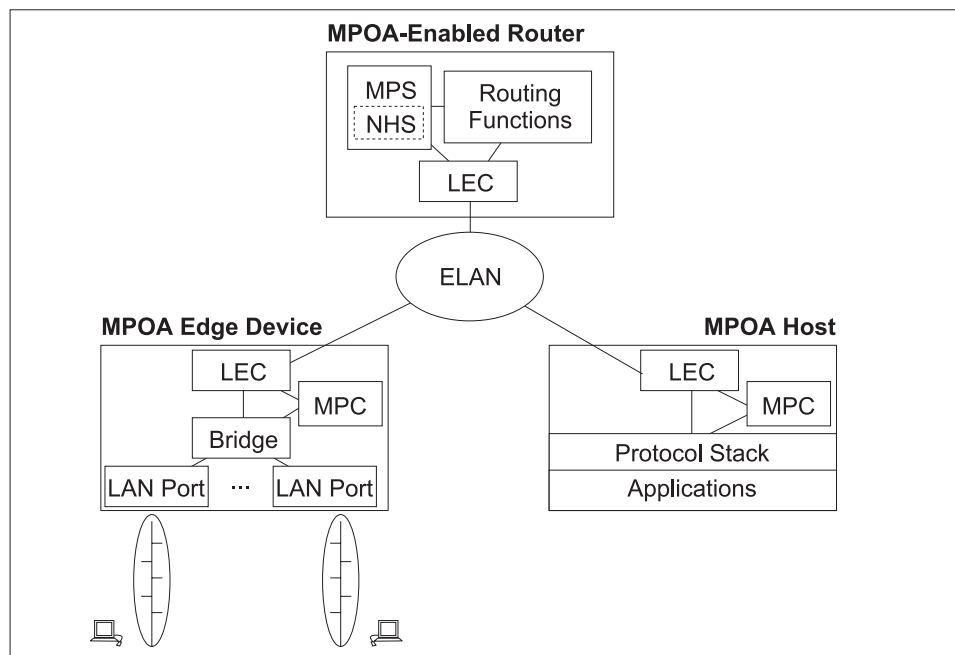 MPOA-Enabled Router
MPS
NHS
Routing
Functions
LEC
ELAN
MPOA Edge Device
MPOA Host
LEC
MPC
Bridge
LAN Port
...
LAN Port
LEC
MPC
Protocol Stack
Applications